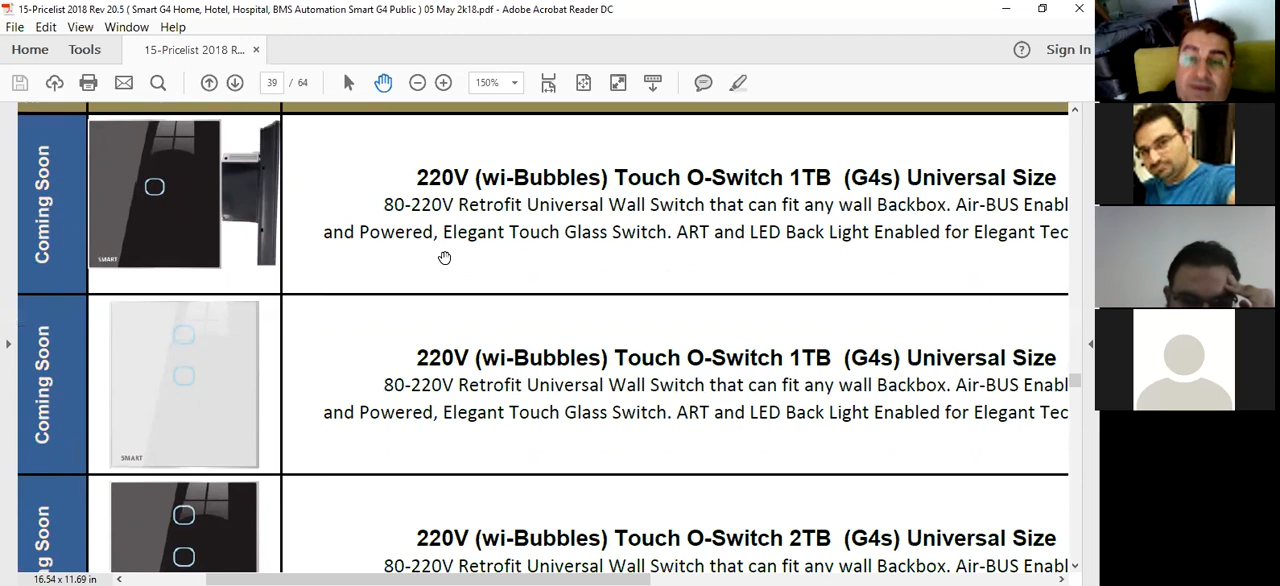 15-Pricelist 2018 Rev 20.5 ( Smart G4 Home, Hotel, Hospital, BMS Automation Smart G4 Public ) 05 May 2k18.pdf - Adobe Acrobat Reader DC
File Edit View Window Help
Home Tools 15-Pricelist 2018 R... × Sign In
39 / 64 150%
Coming Soon
SMART
220V (wi-Bubbles) Touch O-Switch 1TB (G4s) Universal Size
80-220V Retrofit Universal Wall Switch that can fit any wall Backbox. Air-BUS Enabl
and Powered, Elegant Touch Glass Switch. ART and LED Back Light Enabled for Elegant Tec
Coming Soon
SMART
220V (wi-Bubbles) Touch O-Switch 1TB (G4s) Universal Size
80-220V Retrofit Universal Wall Switch that can fit any wall Backbox. Air-BUS Enabl
and Powered, Elegant Touch Glass Switch. ART and LED Back Light Enabled for Elegant Tec
ng Soon
220V (wi-Bubbles) Touch O-Switch 2TB (G4s) Universal Size
80-220V Retrofit Universal Wall Switch that can fit any wall Backbox. Air-BUS Enabl
16.54 x 11.69 in